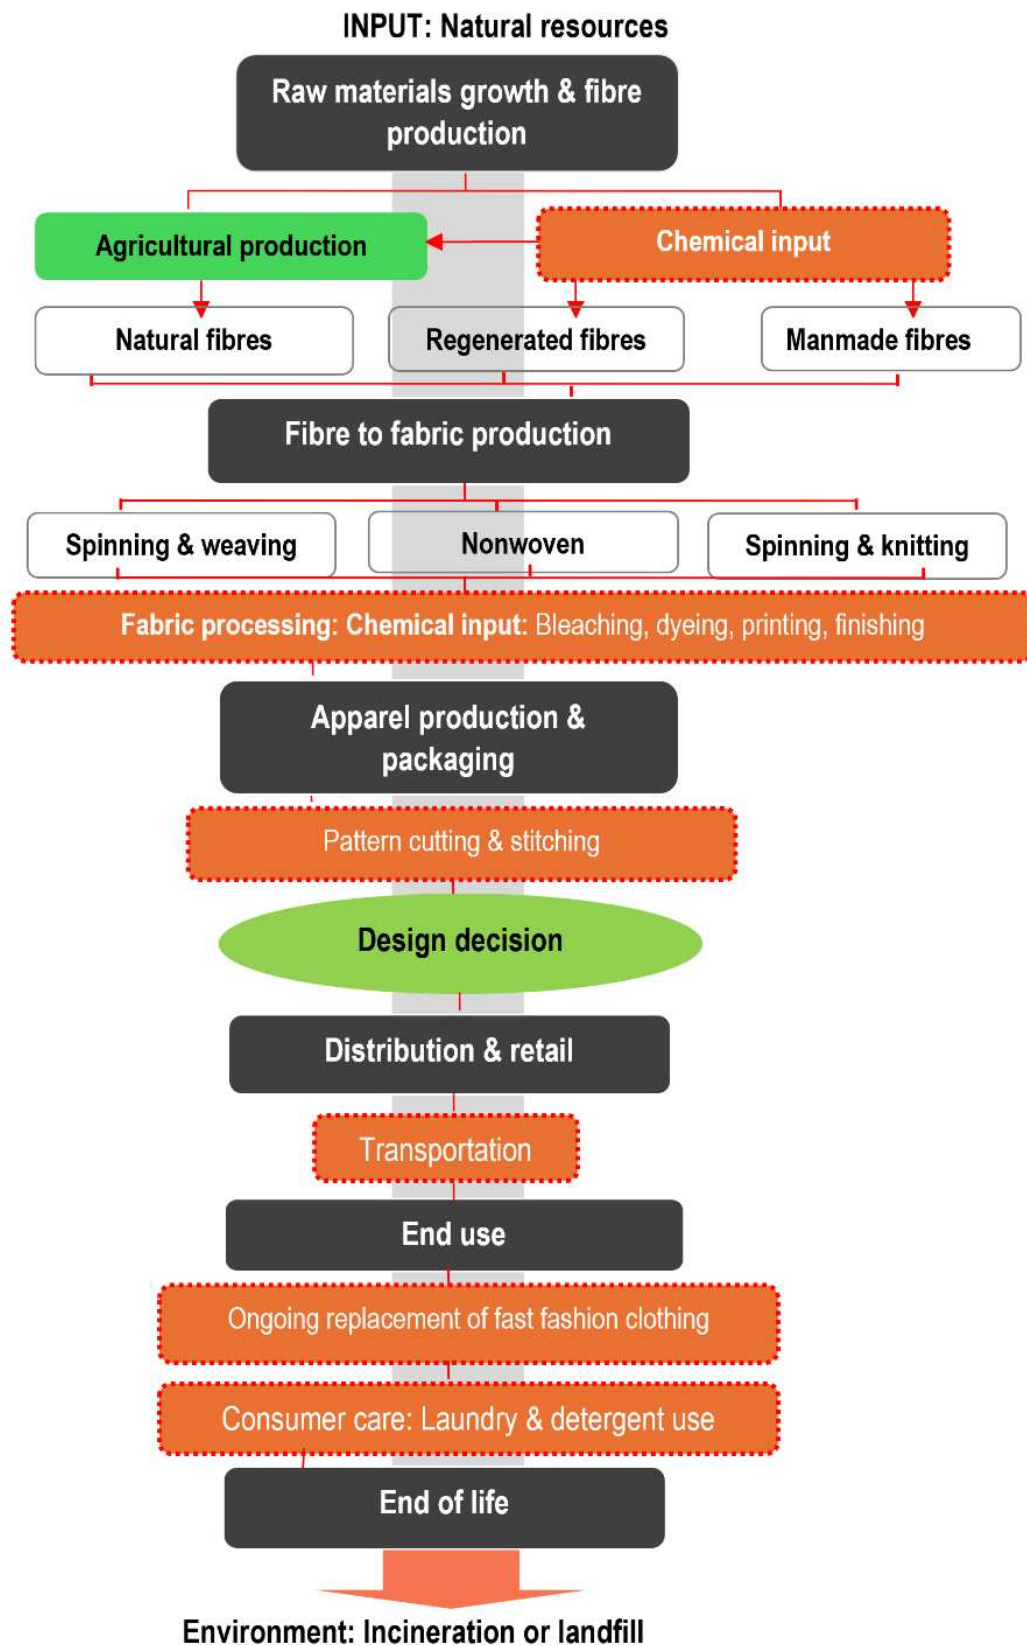 INPUT: Natural resources
Raw materials growth & fibre
production
Agricultural production
Chemical input
Natural fibres
Regenerated fibres
Manmade fibres
Fibre to fabric production
Spinning & weaving
Nonwoven
Spinning & knitting
Fabric processing: Chemical input: Bleaching, dyeing, printing, finishing
Apparel production &
packaging
Pattern cutting & stitching
Design decision
Distribution & retail
Transportation
End use
Ongoing replacement of fast fashion clothing
Consumer care: Laundry & detergent use
End of life
Environment: Incineration or landfill